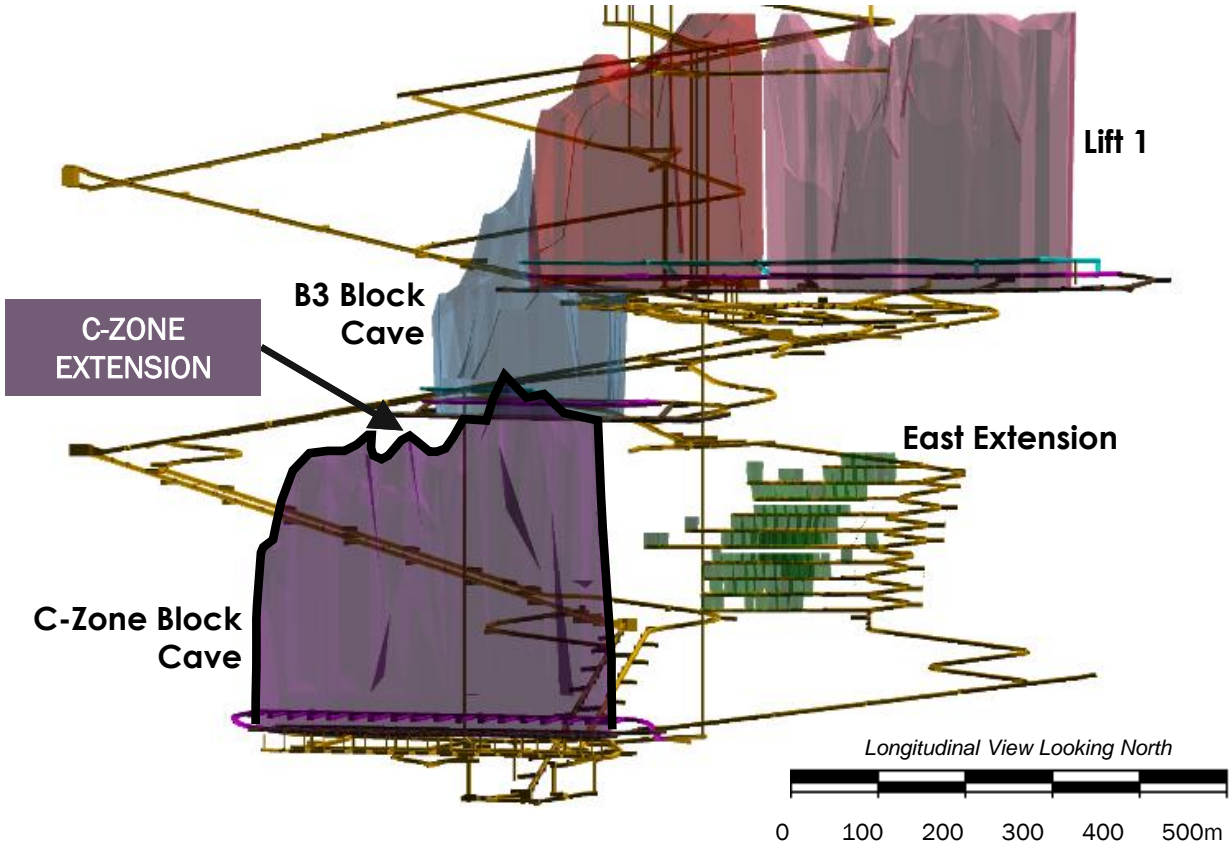 Lift 1
B3 Block
Cave
C-ZONE
EXTENSION
East Extension
C-Zone Block
Cave
Longitudinal View Looking North
0 100 200 300 400 500m